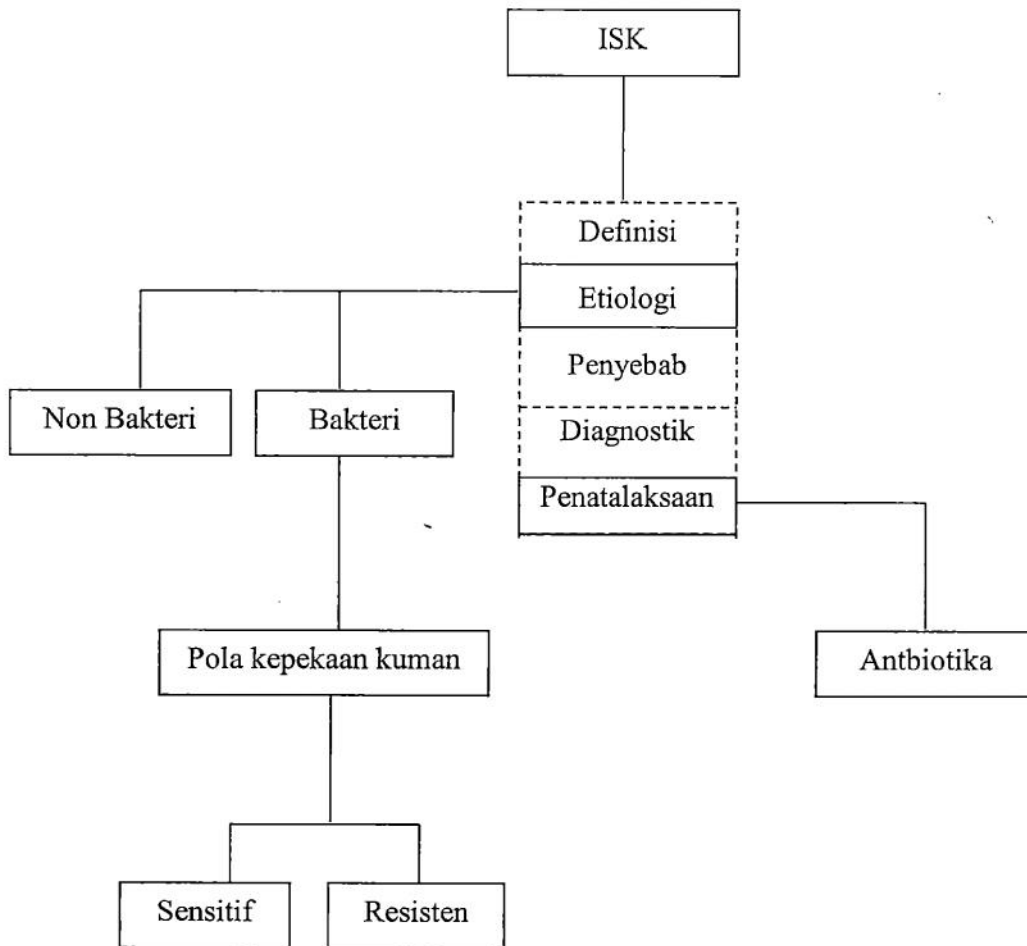 ISK
Definisi
Etiologi
Penyebab
Non Bakteri
Bakteri
Diagnostik
Penatalaksaan
Pola kepekaan kuman
Antbiotika
Sensitif
Resisten